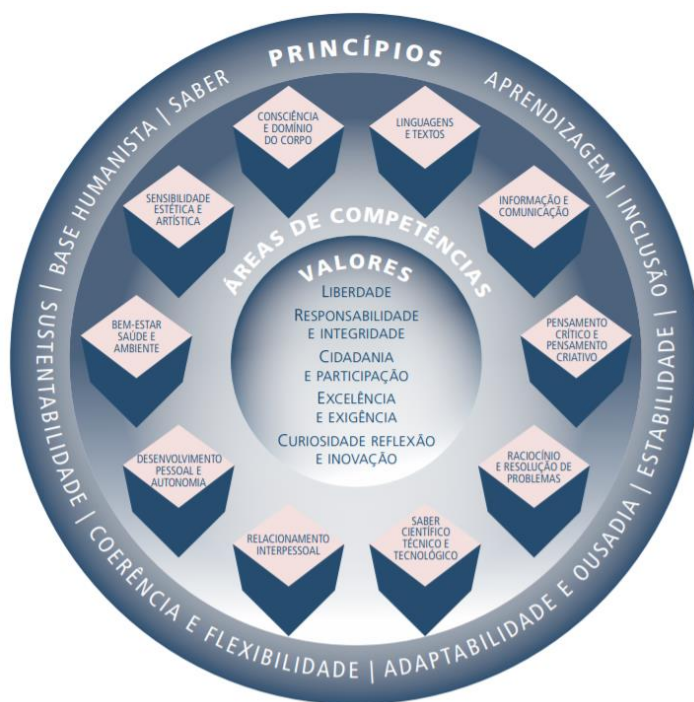 PRINCÍPIOS
APRENDIZAGEM | INCLUSÃO | ESTABILIDADE | ADAPTABILIDADE E OUSADIA | COERÊNCIA E FLEXIBILIDADE | SUSTENTABILIDADE | BASE HUMANISTA | SABER
CONSCIÊNCIA
E DOMÍNIO
DO CORPO
LINGUAGENS
E TEXTOS
SENSIBILIDADE
ESTÉTICA E
ARTÍSTICA
INFORMAÇÃO E
COMUNICAÇÃO
ÁREAS DE COMPETÊNCIAS
VALORES
LIBERDADE
RESPONSABILIDADE
E INTEGRIDADE
CIDADANIA
E PARTICIPAÇÃO
EXCELÊNCIA
E EXIGÊNCIA
CURIOSIDADE REFLEXÃO
E INOVAÇÃO
BEM-ESTAR
SAÚDE E
AMBIENTE
PENSAMENTO
CRÍTICO E
PENSAMENTO
CRIATIVO
DESENVOLVIMENTO
PESSOAL E
AUTONOMIA
RACIOCÍNIO
E RESOLUÇÃO DE
PROBLEMAS
RELACIONAMENTO
INTERPESSOAL
SABER
CIENTÍFICO
TÉCNICO E
TECNOLÓGICO